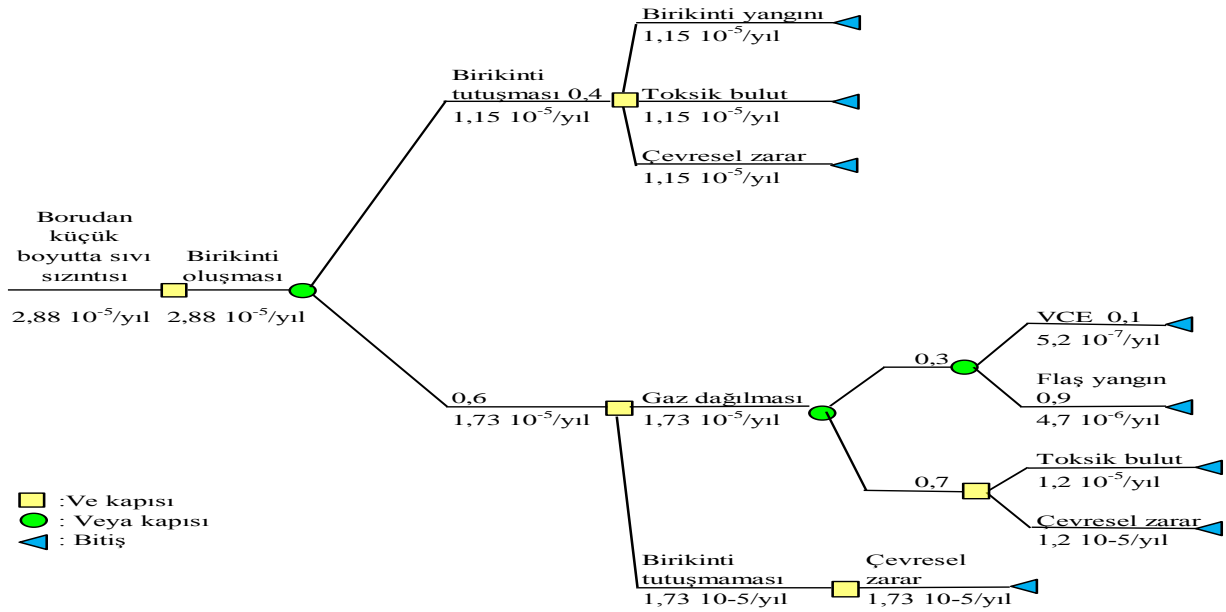 Birikinti yangını
1,15 10-5/yıl
Birikinti
tutuşması 0,4
1,15 10-5/yıl
Toksik bulut
1,15 10-5/yıl
Çevresel zarar
1,15 10-5/yıl
Borudan
küçük
boyutta sıvı
sızıntısı
2,88 10-5/yıl
Birikinti
oluşması
2,88 10-5/yıl
0,6
1,73 10-5/yıl
Gaz dağılması
1,73 10-5/yıl
0,3
VCE 0,1
5,2 10-7/yıl
Flaş yangın
0,9
4,7 10-6/yıl
0,7
Toksik bulut
1,2 10-5/yıl
Çevresel zarar
1,2 10-5/yıl
Birikinti
tutuşmaması
1,73 10-5/yıl
Çevresel
zarar
1,73 10-5/yıl
:Ve kapısı
: Veya kapısı
: Bitiş